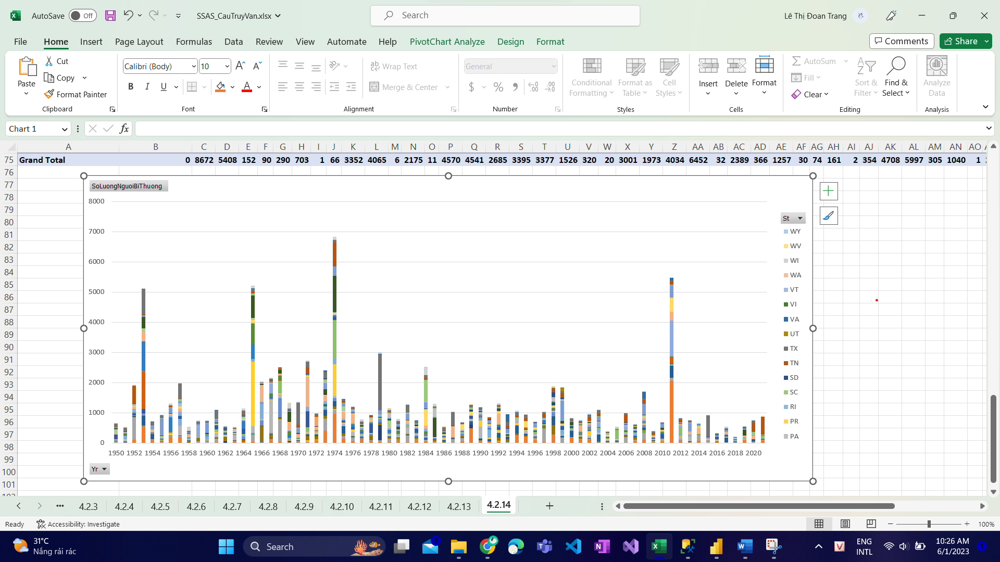 AutoSave Off SSAS_CauTruyVan.xlsx Search Lê Thị Đoan Trang
File Home Insert Page Layout Formulas Data Review View Automate Help PivotChart Analyze Design Format Comments Share
Paste Cut Copy Format Painter
Clipboard
Calibri (Body) 10
B I U A
Font
Wrap Text
Merge & Center
Alignment
General
$ % 9
Number
Conditional Formatting Format as Table Cell Styles
Styles
Insert Delete Format
Cells
AutoSum
Fill
Clear
Sort & Filter Find & Select
Editing
Analyze Data
Analysis
Chart 1 fx
A B C D E F G H I J K L M N O P Q R S T U V W X Y Z AA AB AC AD AE AF AG AH AI AJ AK AL AM AN AO
75 Grand Total 0 8672 5408 152 90 290 703 1 66 3352 4065 6 2175 11 4570 4541 2685 3395 3377 1526 320 20 3001 1973 4034 6452 32 2389 366 1257 30 74 161 2 354 4708 5997 305 1040 1
76
77
78
79
80
81
82
83
84
85
86
87
88
89
90
91
92
93
94
95
96
97
98
99
100
101
SoLuongNguoiBiThuong
8000
7000
6000
5000
4000
3000
2000
1000
0
1950 1952 1954 1956 1958 1960 1962 1964 1966 1968 1970 1972 1974 1976 1978 1980 1982 1984 1986 1988 1990 1992 1994 1996 1998 2000 2002 2004 2006 2008 2010 2012 2014 2016 2018 2020
Yr
St
WY
WV
WI
WA
VT
VI
VA
UT
TX
TN
SD
SC
RI
PR
PA
4.2.3 4.2.4 4.2.5 4.2.6 4.2.7 4.2.8 4.2.9 4.2.10 4.2.11 4.2.12 4.2.13 4.2.14
Ready Accessibility: Investigate 100%
31°C
Nắng rải rác
Search
ENG
INTL
10:26 AM
6/1/2023